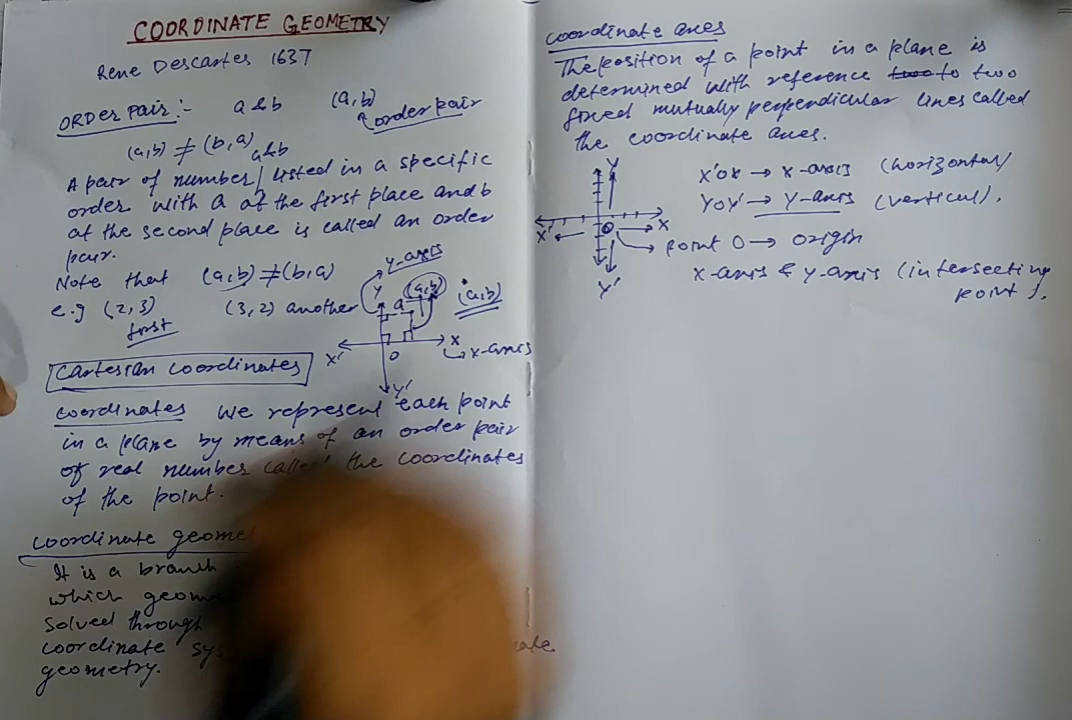 COORDINATE GEOMETRY
Rene Descartes 1637
ORDER PAIR :- a & b (a,b)
order pair
(a,b) ≠ (b,a)
a&b
A pair of number listed in a specific
order with a at the first place and b
at the second place is called an order
pair.
Note that (a,b) ≠ (b,a)
e.g (2,3) (3,2) another
first
Y-axis
Y
a
(a,b)
(a,b)
X'
O
X
X-axis
Y'
Cartesian Coordinates
Coordinates We represent each point
in a plane by means of an order pair
of real number called the coordinates
of the point.
Coordinate
It is a branch
which
solved through
coordinate
geometry.
Coordinate axes
The position of a point in a plane is
determined with reference to two
fixed mutually perpendicular lines called
the coordinate axes.
Y
X'
O
X
Y'
X'OX → X-axis (horizontal)
YOY' → Y-axis (vertical).
point O → origin
X-axis & Y-axis (intersecting
point).